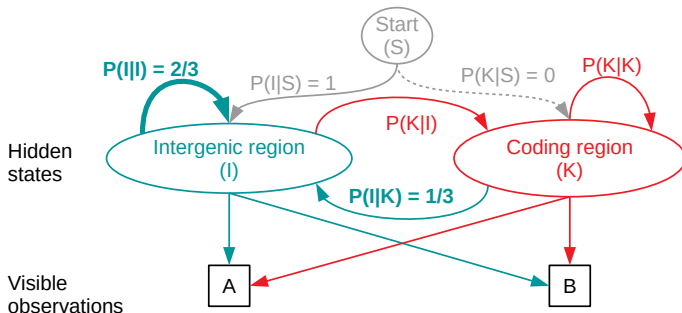 Start
(S)
P(I|I) = 2/3
P(I|S) = 1
P(K|S) = 0
P(K|K)
P(K|I)
Hidden
states
Intergenic region
(I)
Coding region
(K)
P(I|K) = 1/3
Visible
observations
A
B